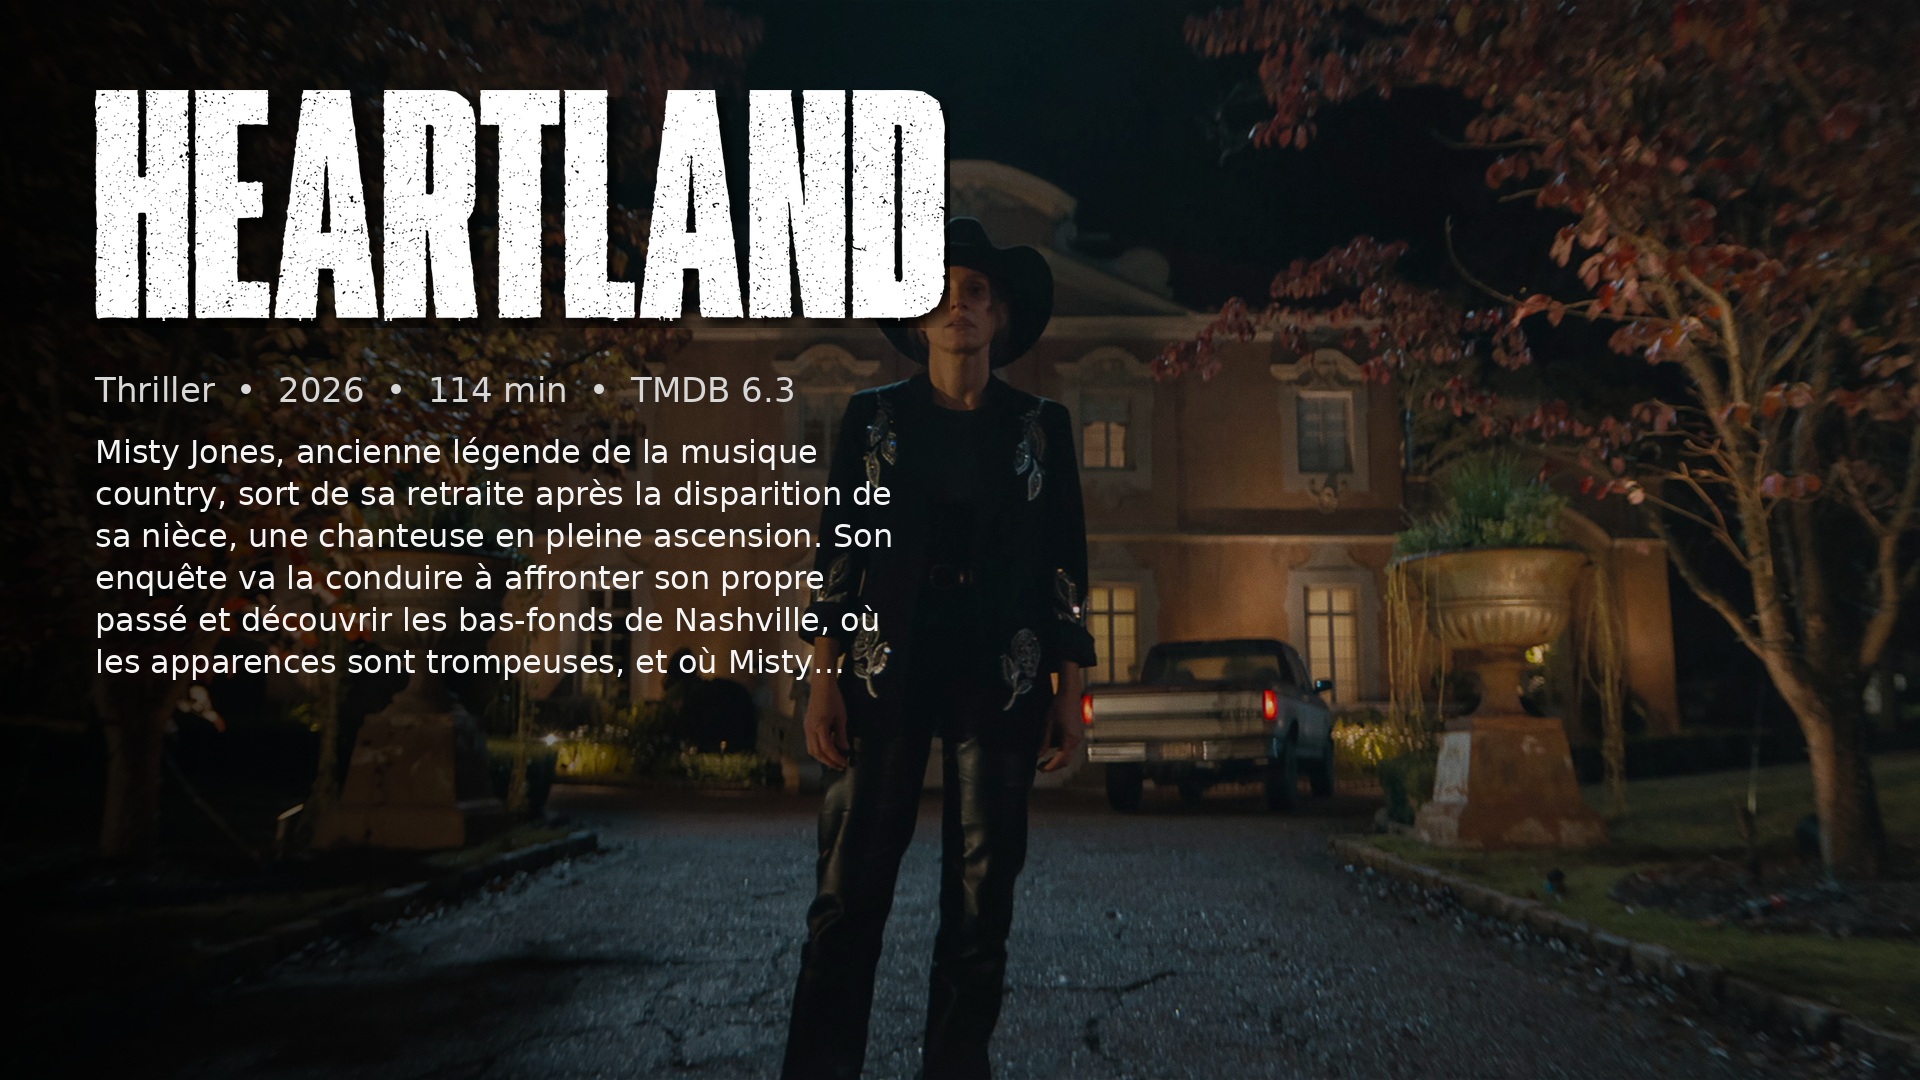 HEARTLAND
Thriller • 2026 • 114 min • TMDB 6.3
Misty Jones, ancienne légende de la musique
country, sort de sa retraite après la disparition de
sa nièce, une chanteuse en pleine ascension. Son
enquête va la conduire à affronter son propre
passé et découvrir les bas-fonds de Nashville, où
les apparences sont trompeuses, et où Misty...